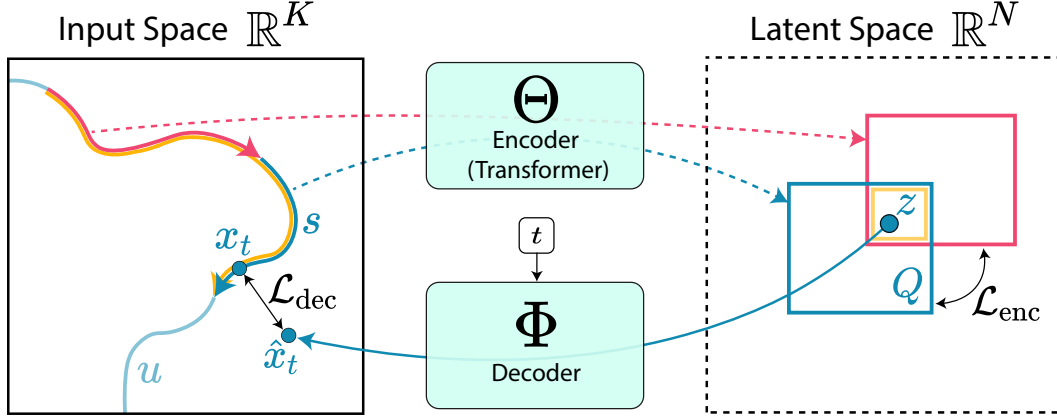 Input Space ℝ^K
Latent Space ℝ^N
Θ
Encoder
(Transformer)
s
x_t
𝓛_dec
x̂_t
u
t
Φ
Decoder
z
Q
𝓛_enc